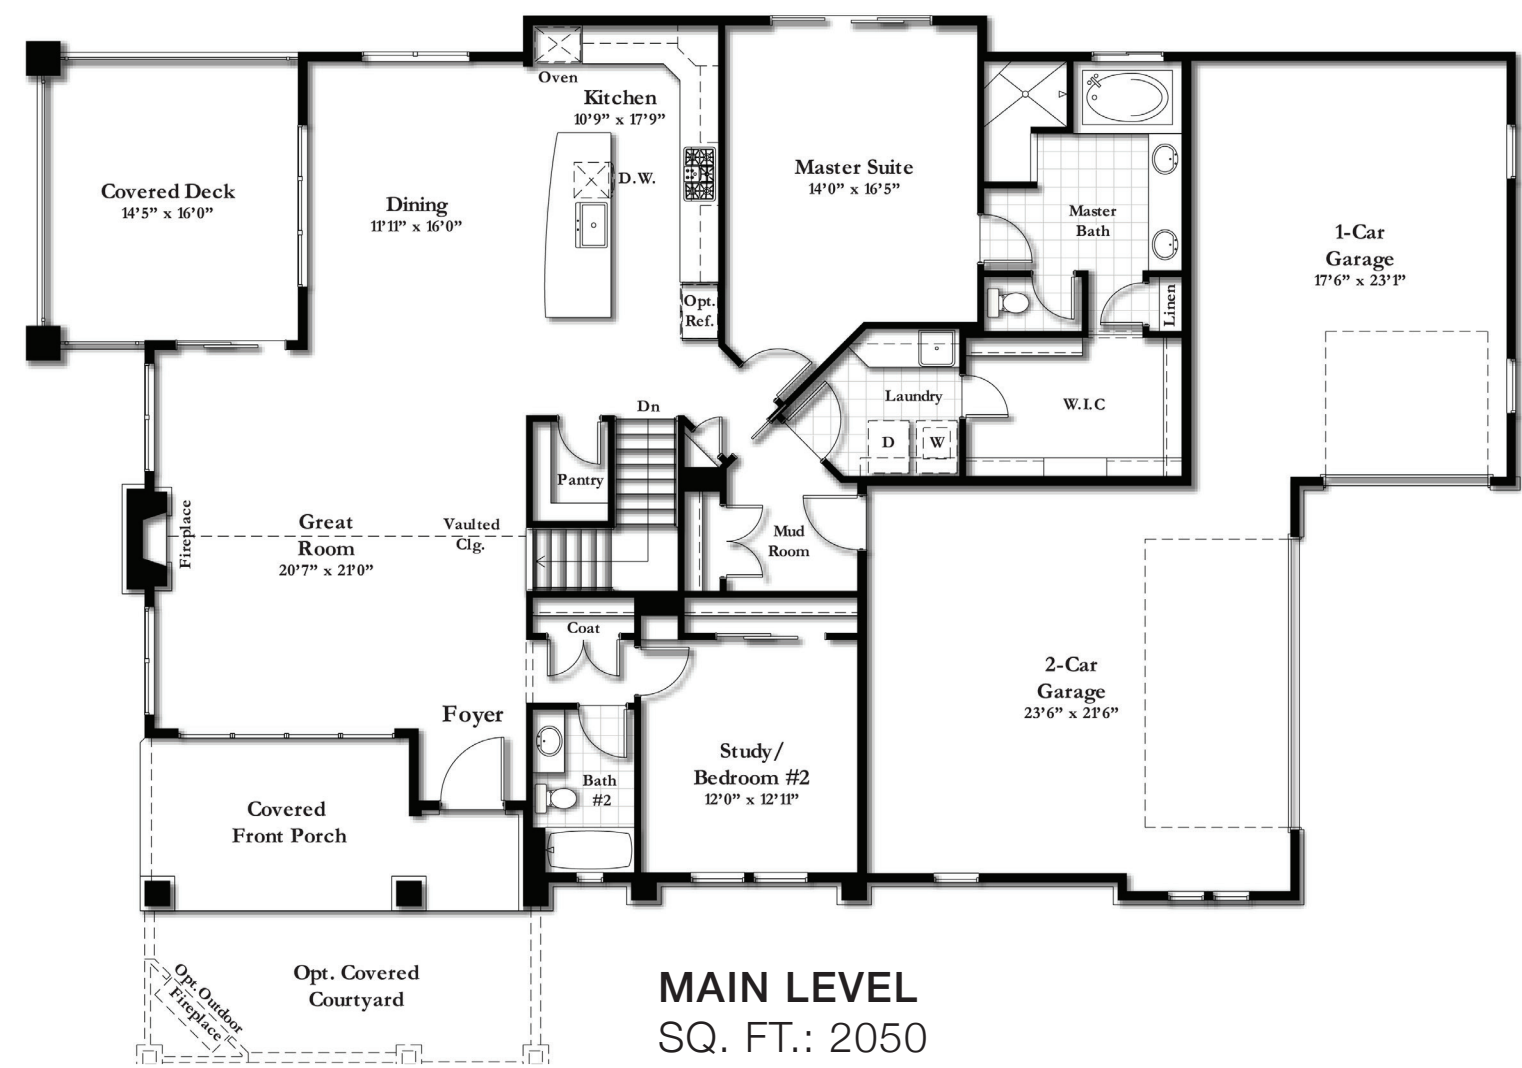 Oven
Kitchen
10'9" x 17'9"
D.W.
Opt.
Ref.
Covered Deck
14'5" x 16'0"
Dining
11'11" x 16'0"
Master Suite
14'0" x 16'5"
Master
Bath
Linen
1-Car
Garage
17'6" x 23'1"
Laundry
D
W
W.I.C
Dn
Pantry
Fireplace
Great
Room
20'7" x 21'0"
Vaulted
Clg.
Mud
Room
Coat
Foyer
Bath
#2
Study/
Bedroom #2
12'0" x 12'11"
2-Car
Garage
23'6" x 21'6"
Covered
Front Porch
Opt. Outdoor
Fireplace
Opt. Covered
Courtyard
MAIN LEVEL
SQ. FT.: 2050